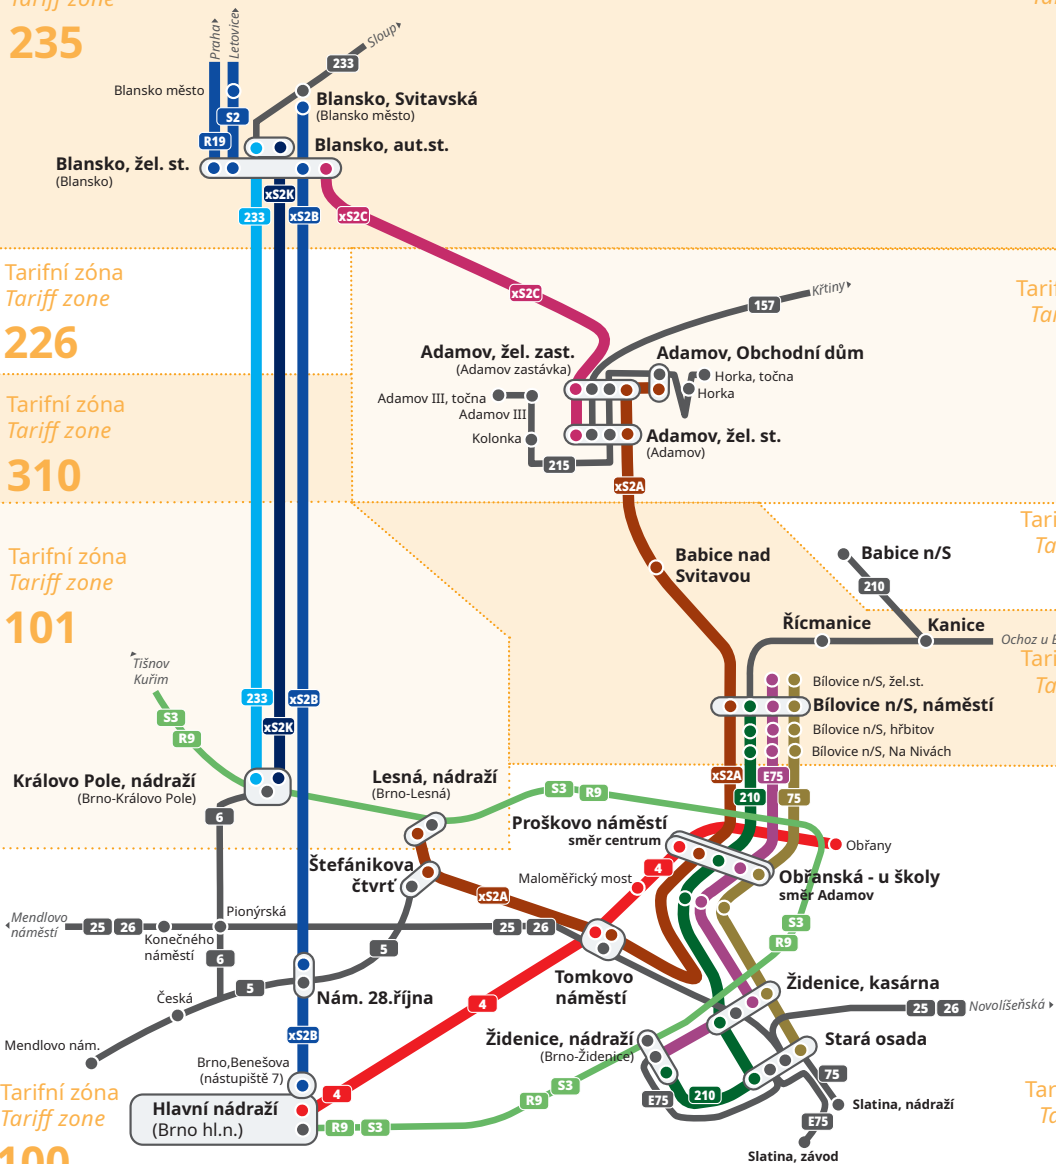 Tariff zone
235
Praha
Letovice
Sloup
233
Blansko město
S2
R19
Blansko, Svitavská
(Blansko město)
Blansko, aut.st.
Blansko, žel. st.
(Blansko)
xS2K
233
xS2B
xS2C
Tarifní zóna
Tariff zone
226
xS2C
157
Křtiny
Adamov, žel. zast.
(Adamov zastávka)
Adamov, Obchodní dům
Horka, točna
Horka
Adamov III, točna
Adamov III
Kolonka
215
Adamov, žel. st.
(Adamov)
Tarifní zóna
Tariff zone
310
xS2A
Tarifní zóna
Tariff zone
101
Babice nad
Svitavou
Babice n/S
210
Řícmanice
Kanice
Ochoz u B
Tišnov
Kuřim
S3
R9
233
xS2K
xS2B
Bílovice n/S, žel.st.
Bílovice n/S, náměstí
Bílovice n/S, hřbitov
Bílovice n/S, Na Nivách
xS2A
E75
210
75
Královo Pole, nádraží
(Brno-Královo Pole)
6
Lesná, nádraží
(Brno-Lesná)
S3
R9
Proškovo náměstí
směr centrum
Obřany
4
Maloměřický most
Obřanská - u školy
směr Adamov
Štefánikova
čtvrť
xS2A
Mendlovo
náměstí
25
26
Pionýrská
Konečného
náměstí
25
26
6
5
5
S3
R9
Tomkovo
náměstí
Česká
Nám. 28.října
4
Židenice, kasárna
25
26
Novolíšeňská
Mendlovo nám.
xS2B
Židenice, nádraží
(Brno-Židenice)
Stará osada
Brno,Benešova
(nástupiště 7)
Tarifní zóna
Tariff zone
100
4
S3
R9
E75
210
75
Slatina, nádraží
E75
Slatina, závod
Hlavní nádraží
(Brno hl.n.)
R9
S3